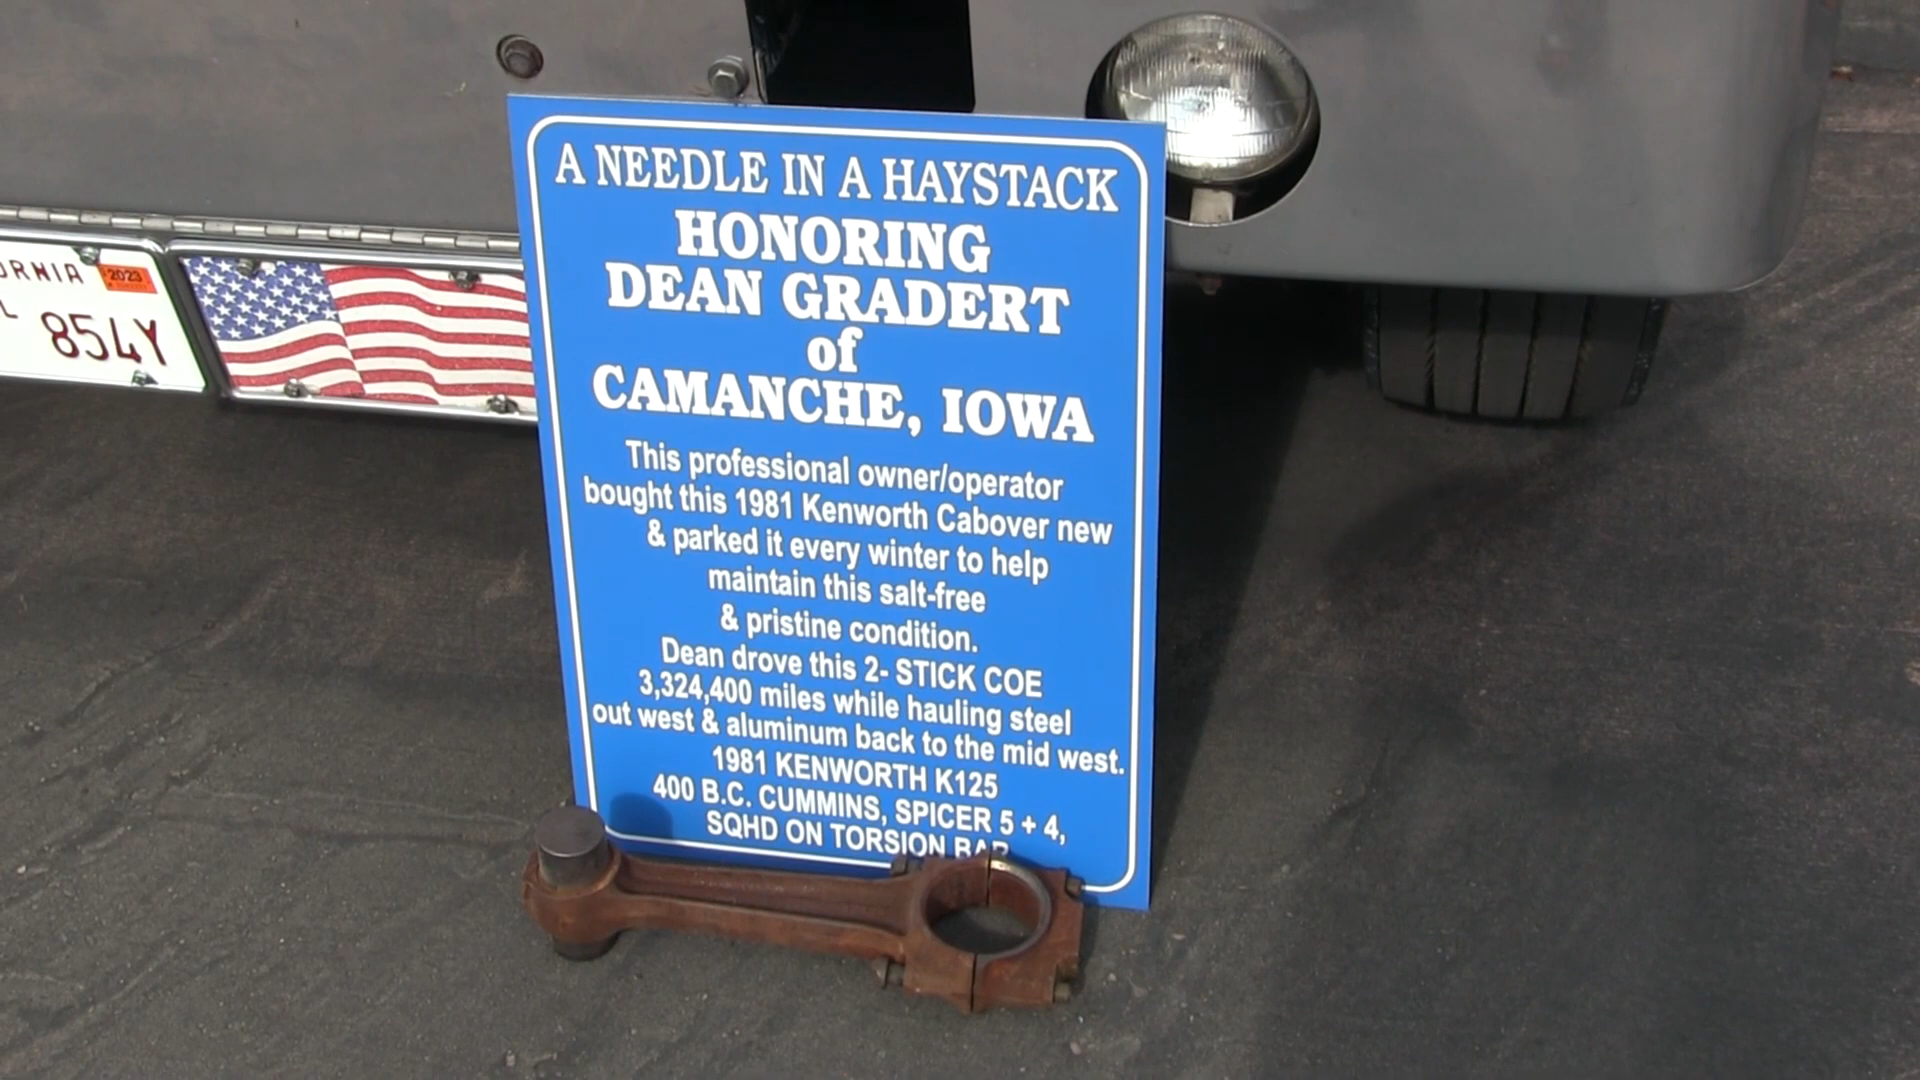 A NEEDLE IN A HAYSTACK
HONORING
DEAN GRADERT
of
CAMANCHE, IOWA
This professional owner/operator
bought this 1981 Kenworth Cabover new
& parked it every winter to help
maintain this salt-free
& pristine condition.
Dean drove this 2- STICK COE
3,324,400 miles while hauling steel
out west & aluminum back to the mid west.
1981 KENWORTH K125
400 B.C. CUMMINS, SPICER 5 + 4,
SQHD ON TORSION BAR
ORNIA
2023
L 854Y